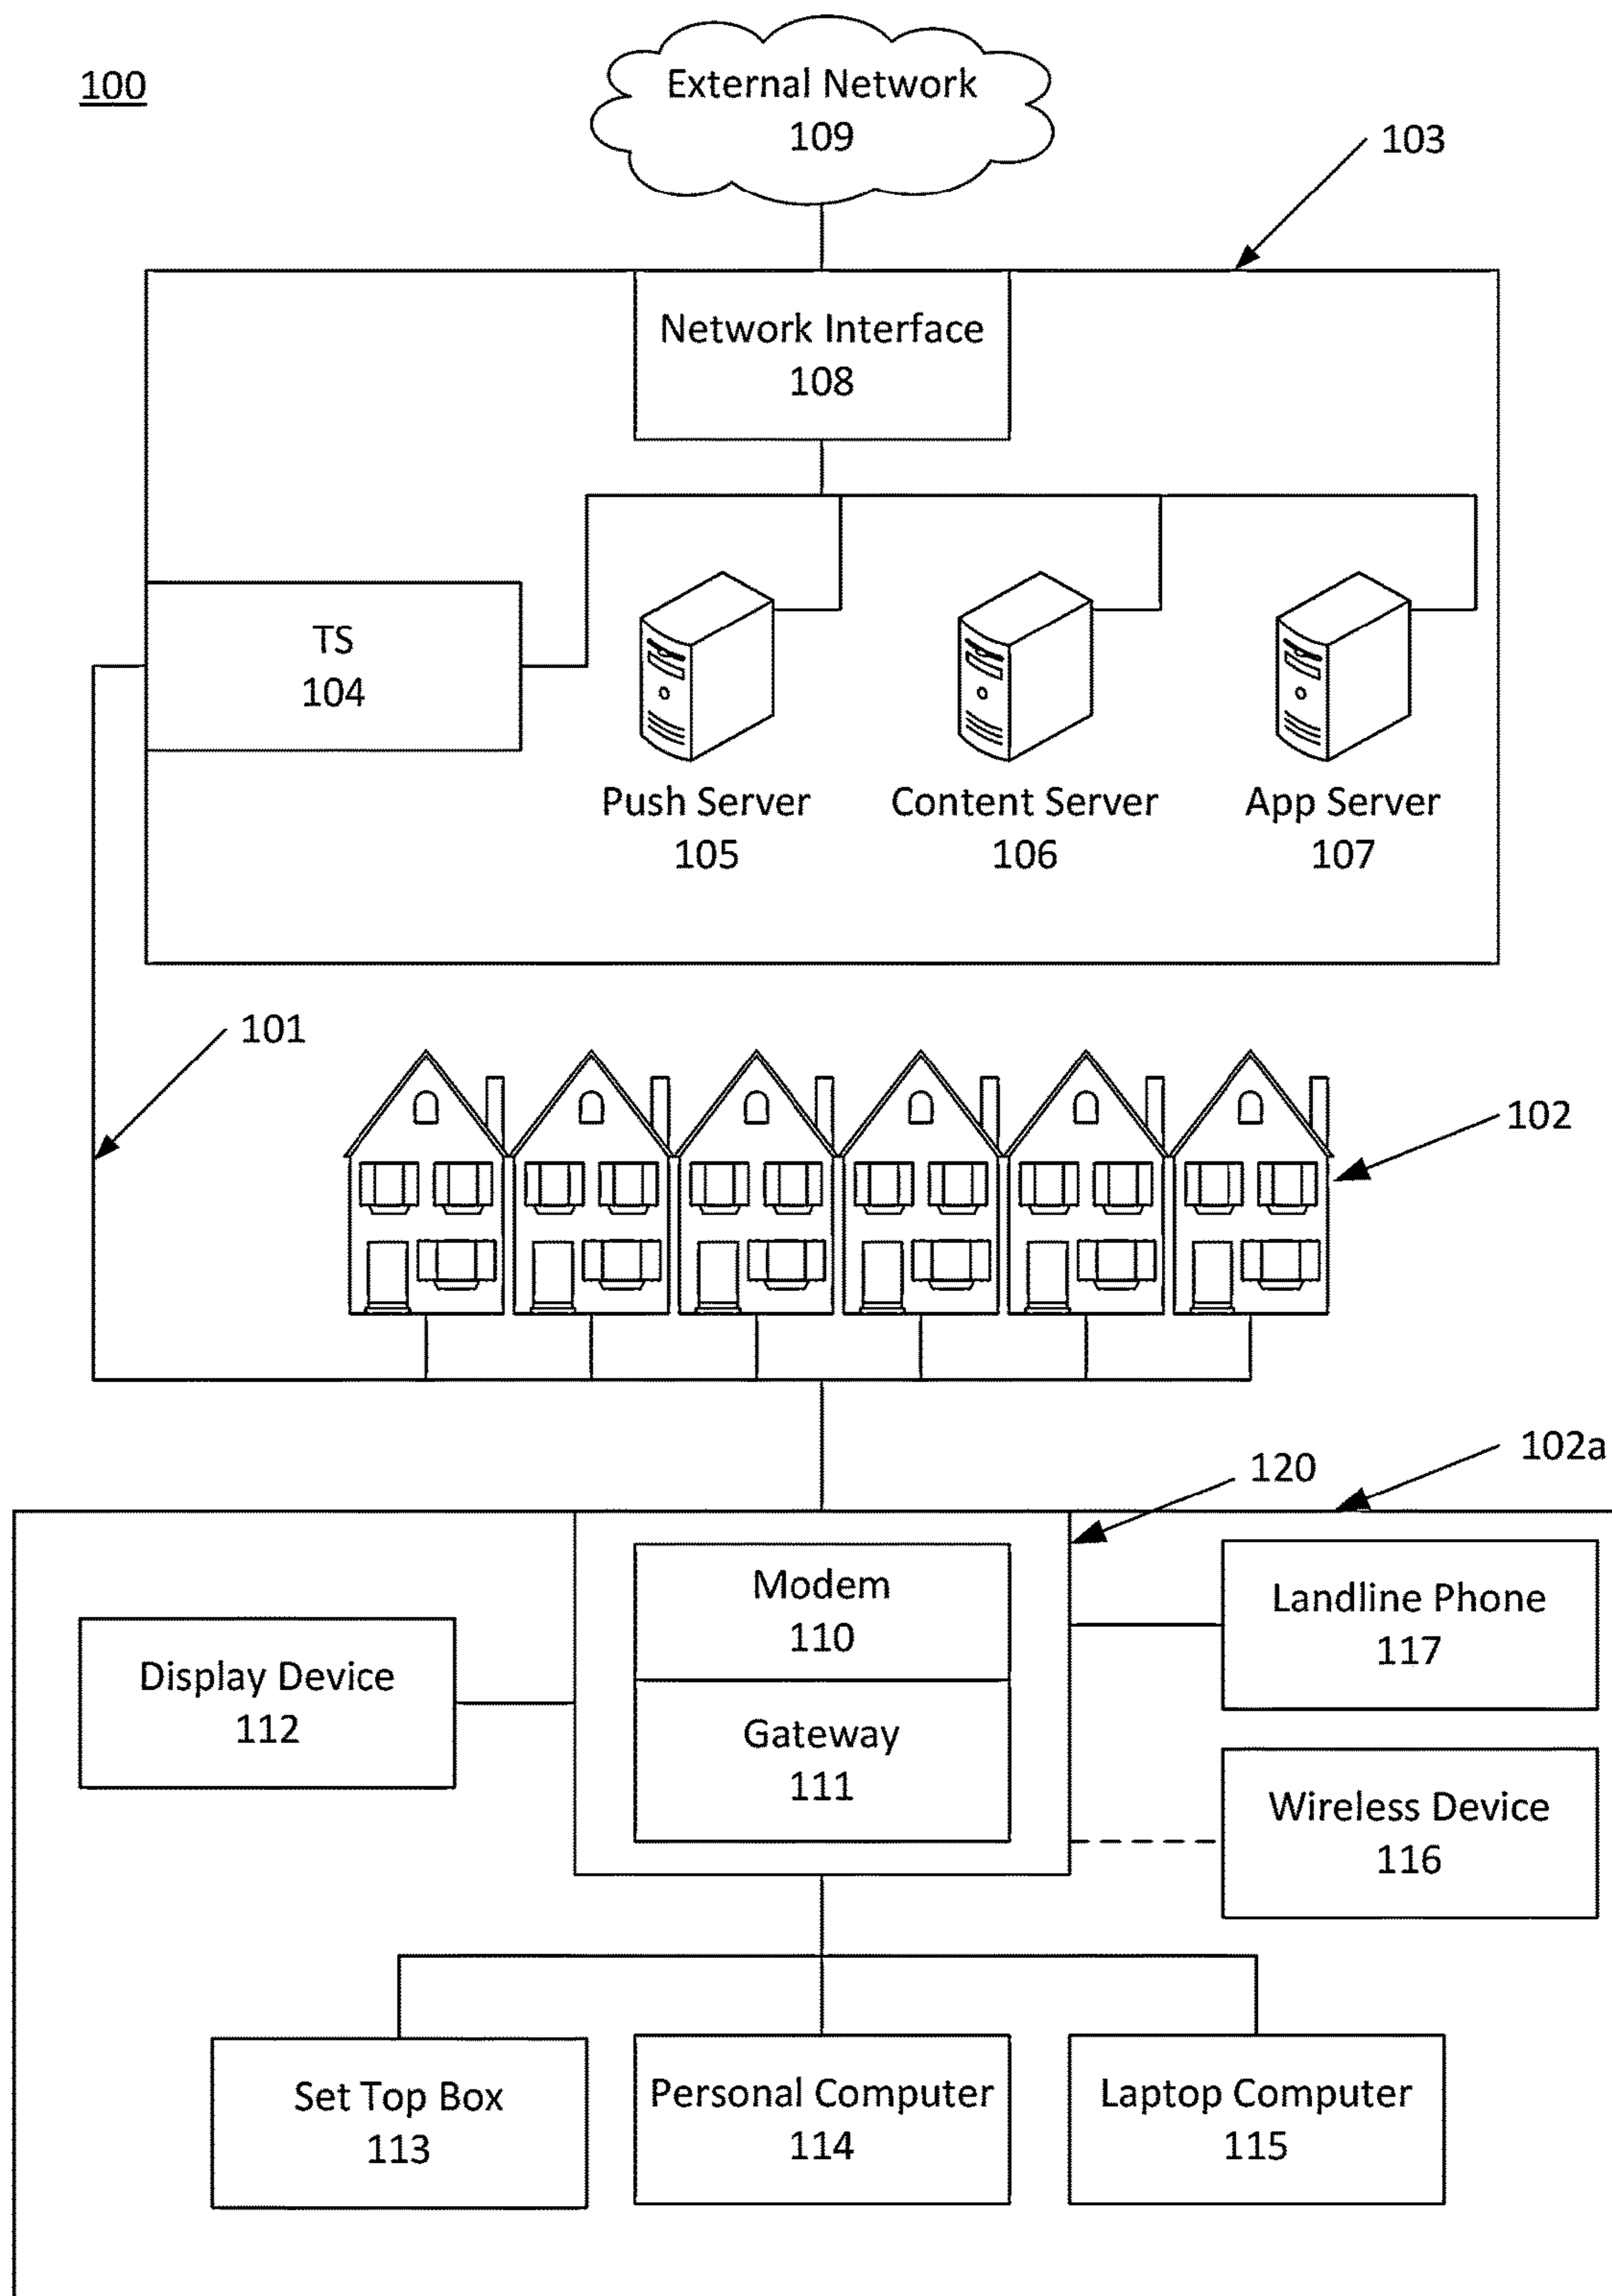 100
External Network
109
103
Network Interface
108
TS
104
Push Server
105
Content Server
106
App Server
107
101
102
102a
120
Modem
110
Gateway
111
Landline Phone
117
Display Device
112
Wireless Device
116
Set Top Box
113
Personal Computer
114
Laptop Computer
115